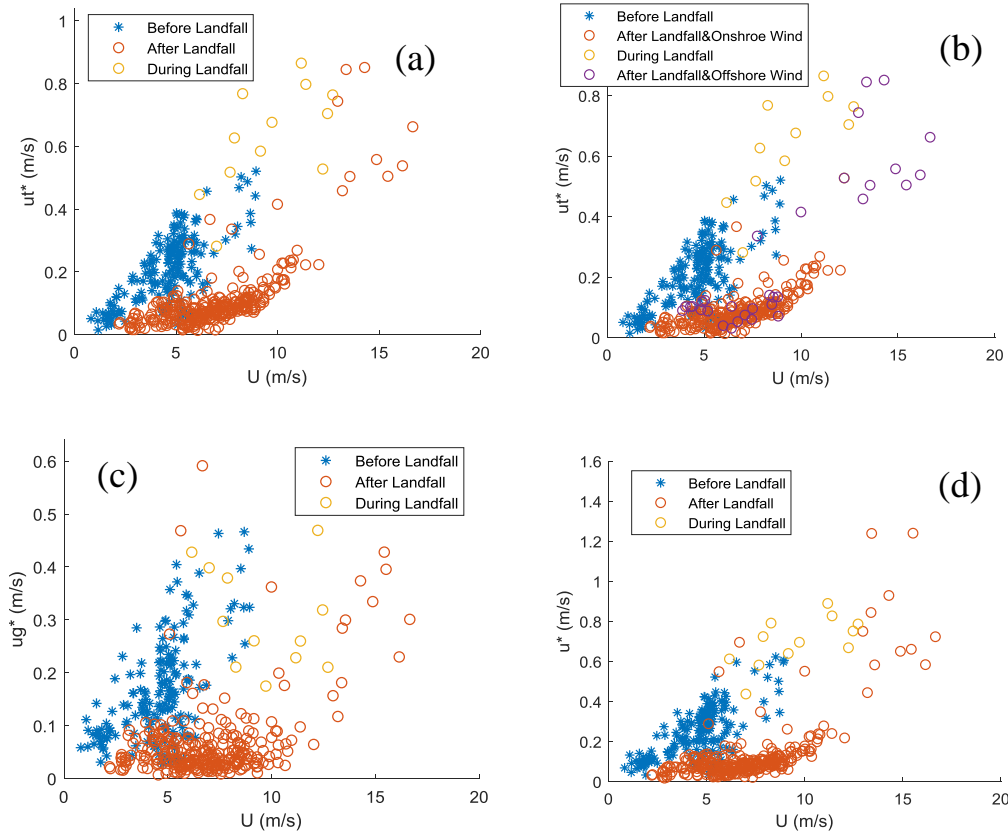 1
0.8
0.6
0.4
0.2
0
ut* (m/s)
Before Landfall
After Landfall
During Landfall
(a)
0 5 10 15 20
U (m/s)
0.8
0.6
0.4
0.2
0
ut* (m/s)
Before Landfall
After Landfall&Onshroe Wind
During Landfall
After Landfall&Offshore Wind
(b)
0 5 10 15 20
U (m/s)
0.6
0.5
0.4
0.3
0.2
0.1
0
ug* (m/s)
(c)
Before Landfall
After Landfall
During Landfall
0 5 10 15 20
U (m/s)
1.6
1.4
1.2
1
0.8
0.6
0.4
0.2
0
u* (m/s)
Before Landfall
After Landfall
During Landfall
(d)
0 5 10 15 20
U (m/s)